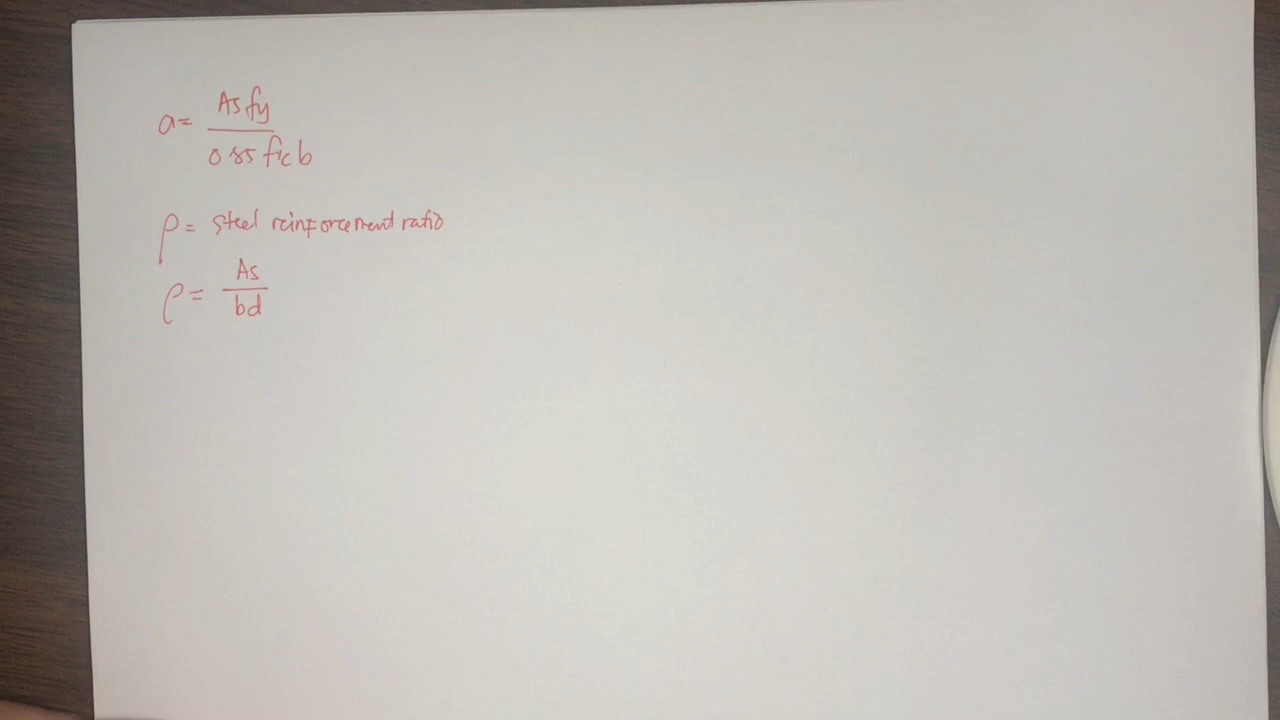 a = As fy / 0.85 f'c b
ρ = steel reinforcement ratio
ρ = As / bd